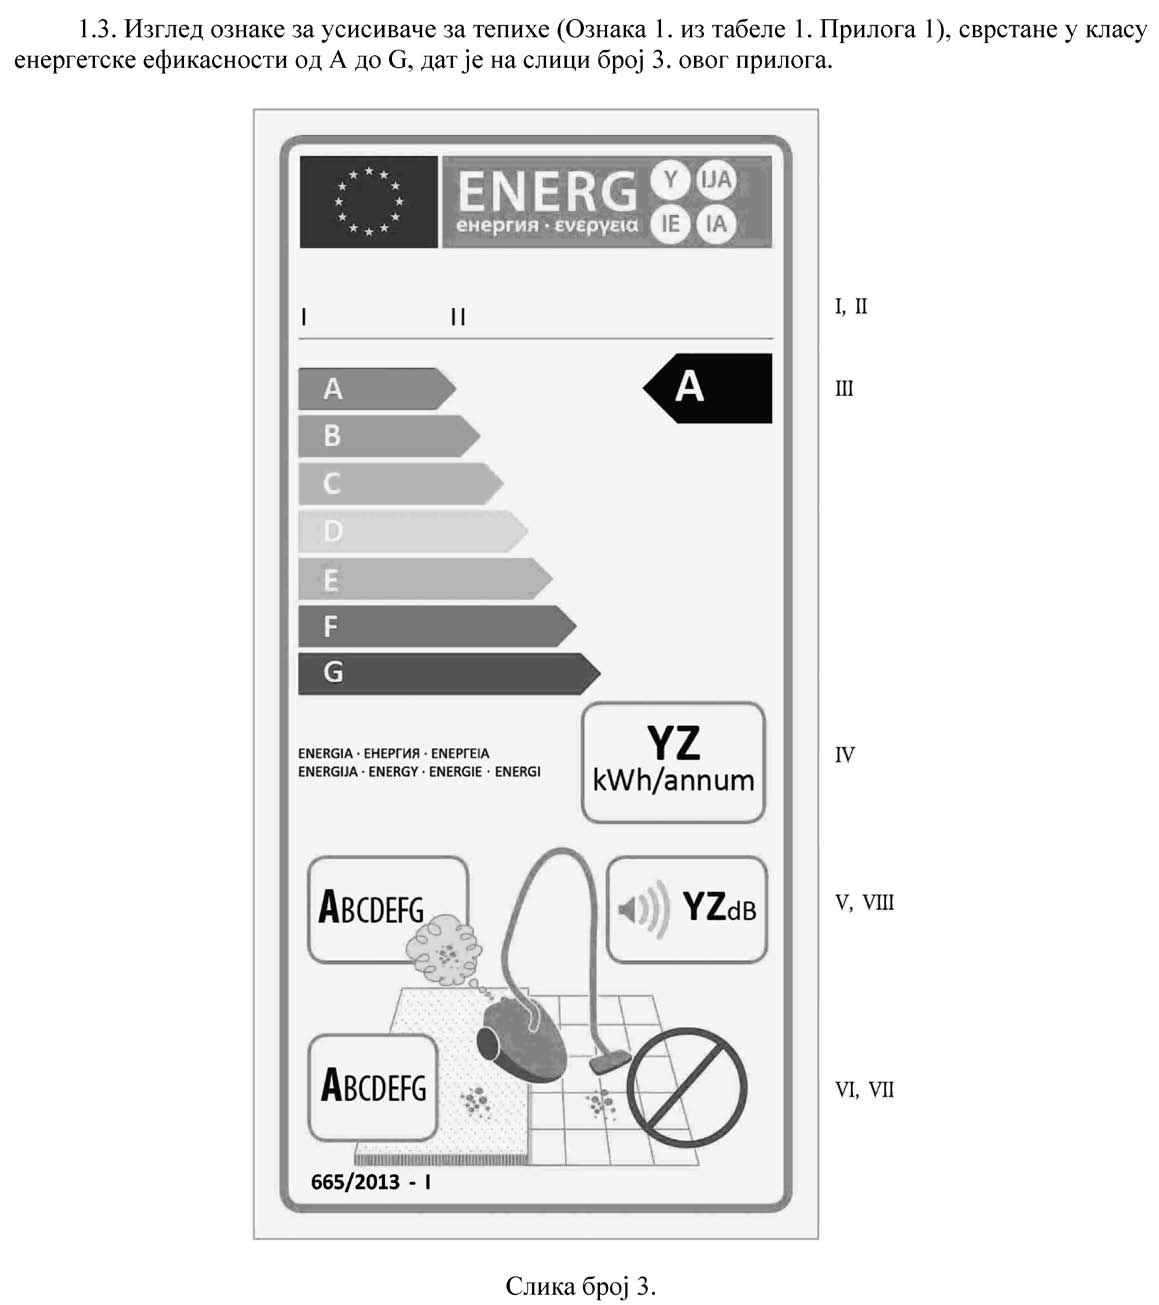 1.3. Изглед ознаке за усисиваче за тепихе (Ознака 1. из табеле 1. Прилога 1), сврстане у класу
енергетске ефикасности од А до G, дат је на слици број 3. овог прилога.
ENERG Y IJA
енергия · ενεργεια IE IA
I II I, II
A A III
B
C
D
E
F
G
YZ
ENERGIA · ЕНЕРГИЯ · ΕΝΕΡΓΕΙΑ IV
ENERGIJA · ENERGY · ENERGIE · ENERGI kWh/annum
ABCDEFG YZdB V, VIII
ABCDEFG VI, VII
665/2013 - I
Слика број 3.